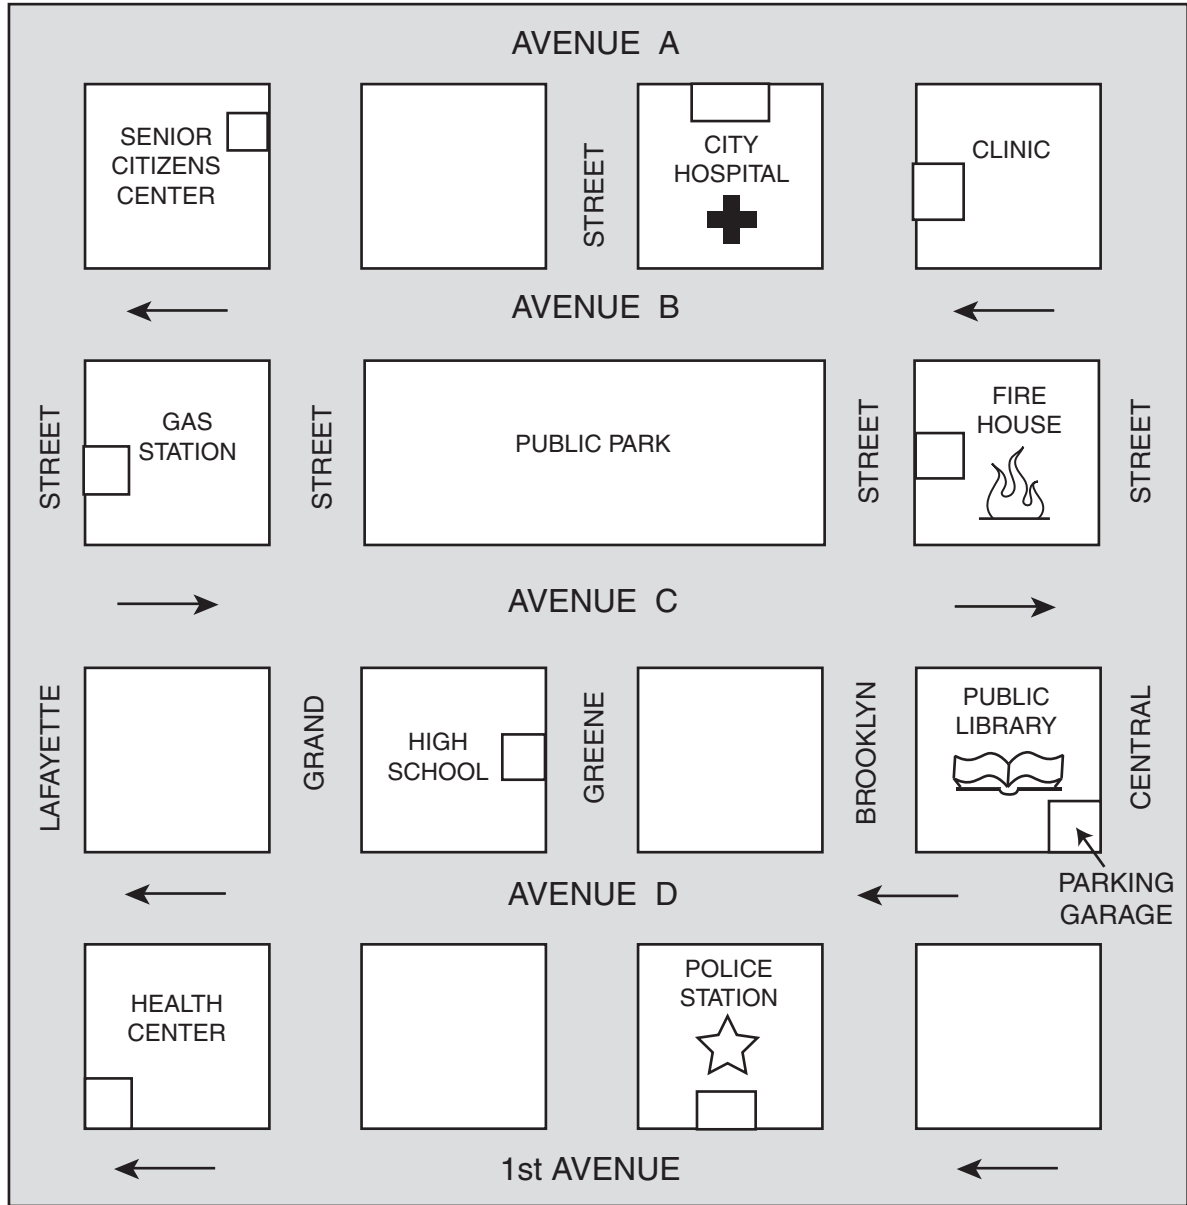 AVENUE A
SENIOR
CITIZENS
CENTER
STREET
CITY
HOSPITAL
CLINIC
AVENUE B
STREET
GAS
STATION
STREET
PUBLIC PARK
STREET
FIRE
HOUSE
STREET
AVENUE C
LAFAYETTE
GRAND
HIGH
SCHOOL
GREENE
BROOKLYN
PUBLIC
LIBRARY
CENTRAL
PARKING
GARAGE
AVENUE D
HEALTH
CENTER
POLICE
STATION
1st AVENUE